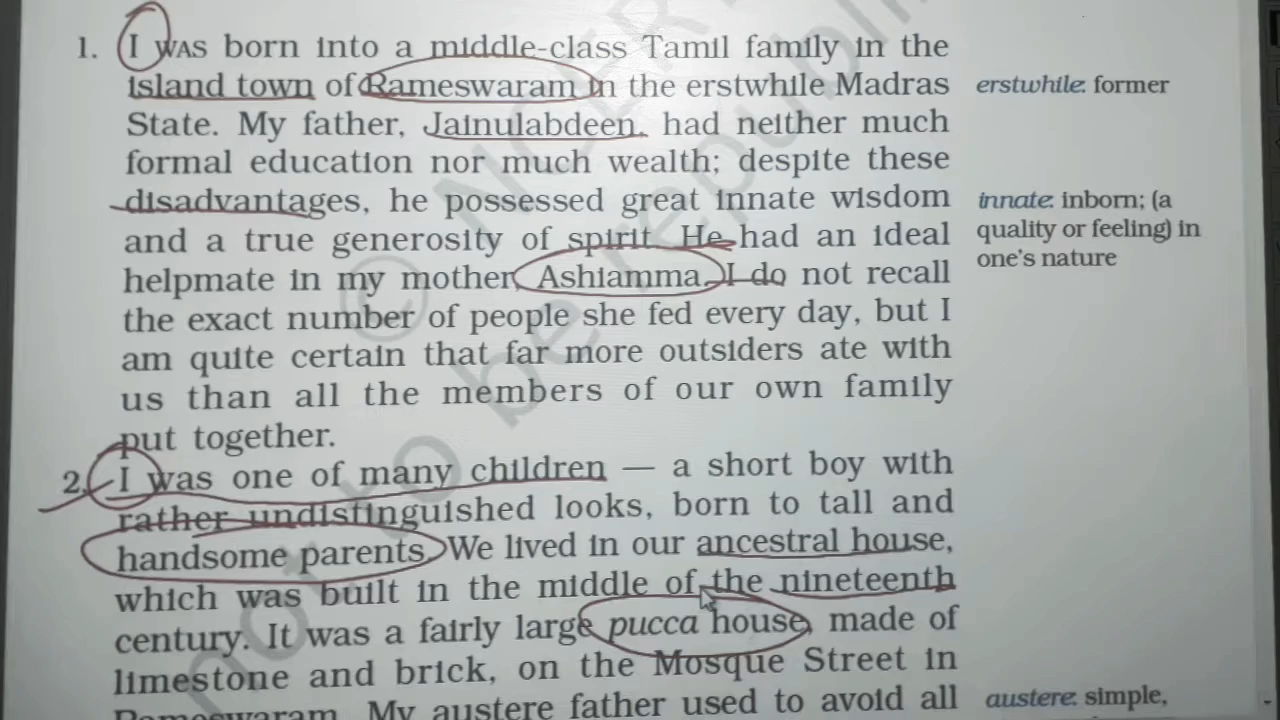 1. I WAS born into a middle-class Tamil family in the
island town of Rameswaram in the erstwhile Madras
erstwhile: former
State. My father, Jainulabdeen, had neither much
formal education nor much wealth; despite these
disadvantages, he possessed great innate wisdom
innate: inborn; (a
quality or feeling) in
one's nature
and a true generosity of spirit. He had an ideal
helpmate in my mother, Ashiamma. I do not recall
the exact number of people she fed every day, but I
am quite certain that far more outsiders ate with
us than all the members of our own family
put together.
2. I was one of many children — a short boy with
rather undistinguished looks, born to tall and
handsome parents. We lived in our ancestral house,
which was built in the middle of the nineteenth
century. It was a fairly large pucca house, made of
limestone and brick, on the Mosque Street in
Rameswaram. My austere father used to avoid all
austere: simple,
© NCER
not to be republi